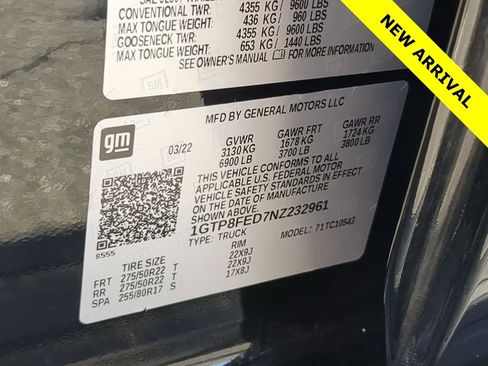 CONVENTIONAL TWR: 4355 KG / 9600 LBS
MAX TONGUE WEIGHT: 436 KG / 960 LBS
GOOSENECK TWR: 4355 KG / 9600 LBS
MAX TONGUE WEIGHT: 653 KG / 1440 LBS
SEE OWNER'S MANUAL FOR MORE INFORMATION
NEW ARRIVAL
gm
MFD BY GENERAL MOTORS LLC
03/22 GVWR GAWR FRT GAWR RR
3130 KG 1678 KG 1724 KG
6900 LB 3700 LB 3800 LB
THIS VEHICLE CONFORMS TO ALL
APPLICABLE U.S. FEDERAL MOTOR
VEHICLE SAFETY STANDARDS IN EFFECT ON
THE DATE OF MANUFACTURE SHOWN ABOVE.
1GTP8FED7NZ232961
TYPE: TRUCK MODEL: 71TC10543
8555
TIRE SIZE RIM
FRT 275/50R22 T 22X9J
RR 275/50R22 T 22X9J
SPA 255/80R17 S 17X8J